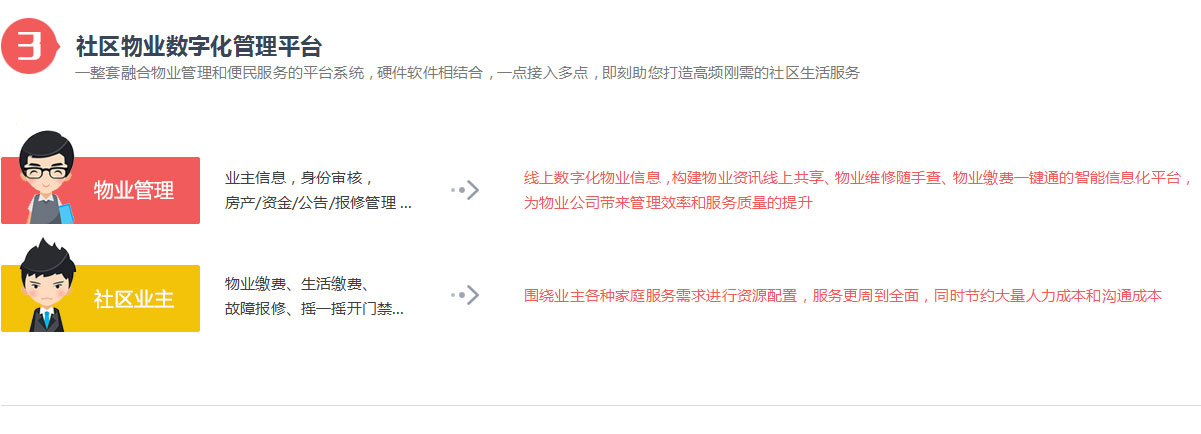 3
社区物业数字化管理平台
一整套融合物业管理和便民服务的平台系统，硬件软件相结合，一点接入多点，即刻助您打造高频刚需的社区生活服务
物业管理
业主信息，身份审核，
房产/资金/公告/报修管理 ...
线上数字化物业信息，构建物业资讯线上共享、物业维修随手查、物业缴费一键通的智能信息化平台，
为物业公司带来管理效率和服务质量的提升
社区业主
物业缴费、生活缴费、
故障报修、摇一摇开门禁...
围绕业主各种家庭服务需求进行资源配置，服务更周到全面，同时节约大量人力成本和沟通成本